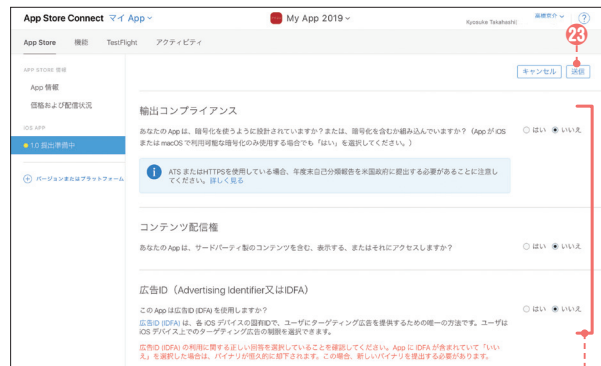 App Store Connect マイ App
My App 2019
高橋京介
Kyosuke Takahashi
?
App Store 機能 TestFlight アクティビティ
23
APP STORE 情報
キャンセル 送信
App 情報
価格および配信状況
iOS APP
1.0 提出準備中
バージョンまたはプラットフォーム
輸出コンプライアンス
あなたの App は、暗号化を使うように設計されていますか？または、暗号化を含むか組み込んでいますか？（App が iOS
または macOS で利用可能な暗号化のみ使用する場合でも「はい」を選択してください。）
はい いいえ
ATS またはHTTPSを使用している場合、年度末自己分類報告を米国政府に提出する必要があることに注意し
てください。詳しく見る
コンテンツ配信権
あなたの App は、サードパーティ製のコンテンツを含む、表示する、またはそれにアクセスしますか？
はい いいえ
広告ID（Advertising Identifier又はIDFA）
この App は広告ID (IDFA) を使用しますか？
はい いいえ
広告ID (IDFA) は、各 iOS デバイスの固有IDで、ユーザにターゲティング広告を提供するための唯一の方法です。ユーザは
iOS デバイス上でのターゲティング広告の制限を選択できます。
広告ID (IDFA) の利用に関する正しい回答を選択していることを確認してください。App に IDFA が含まれていて「いい
え」を選択した場合は、バイナリが恒久的に却下されます。この場合、新しいバイナリを提出する必要があります。